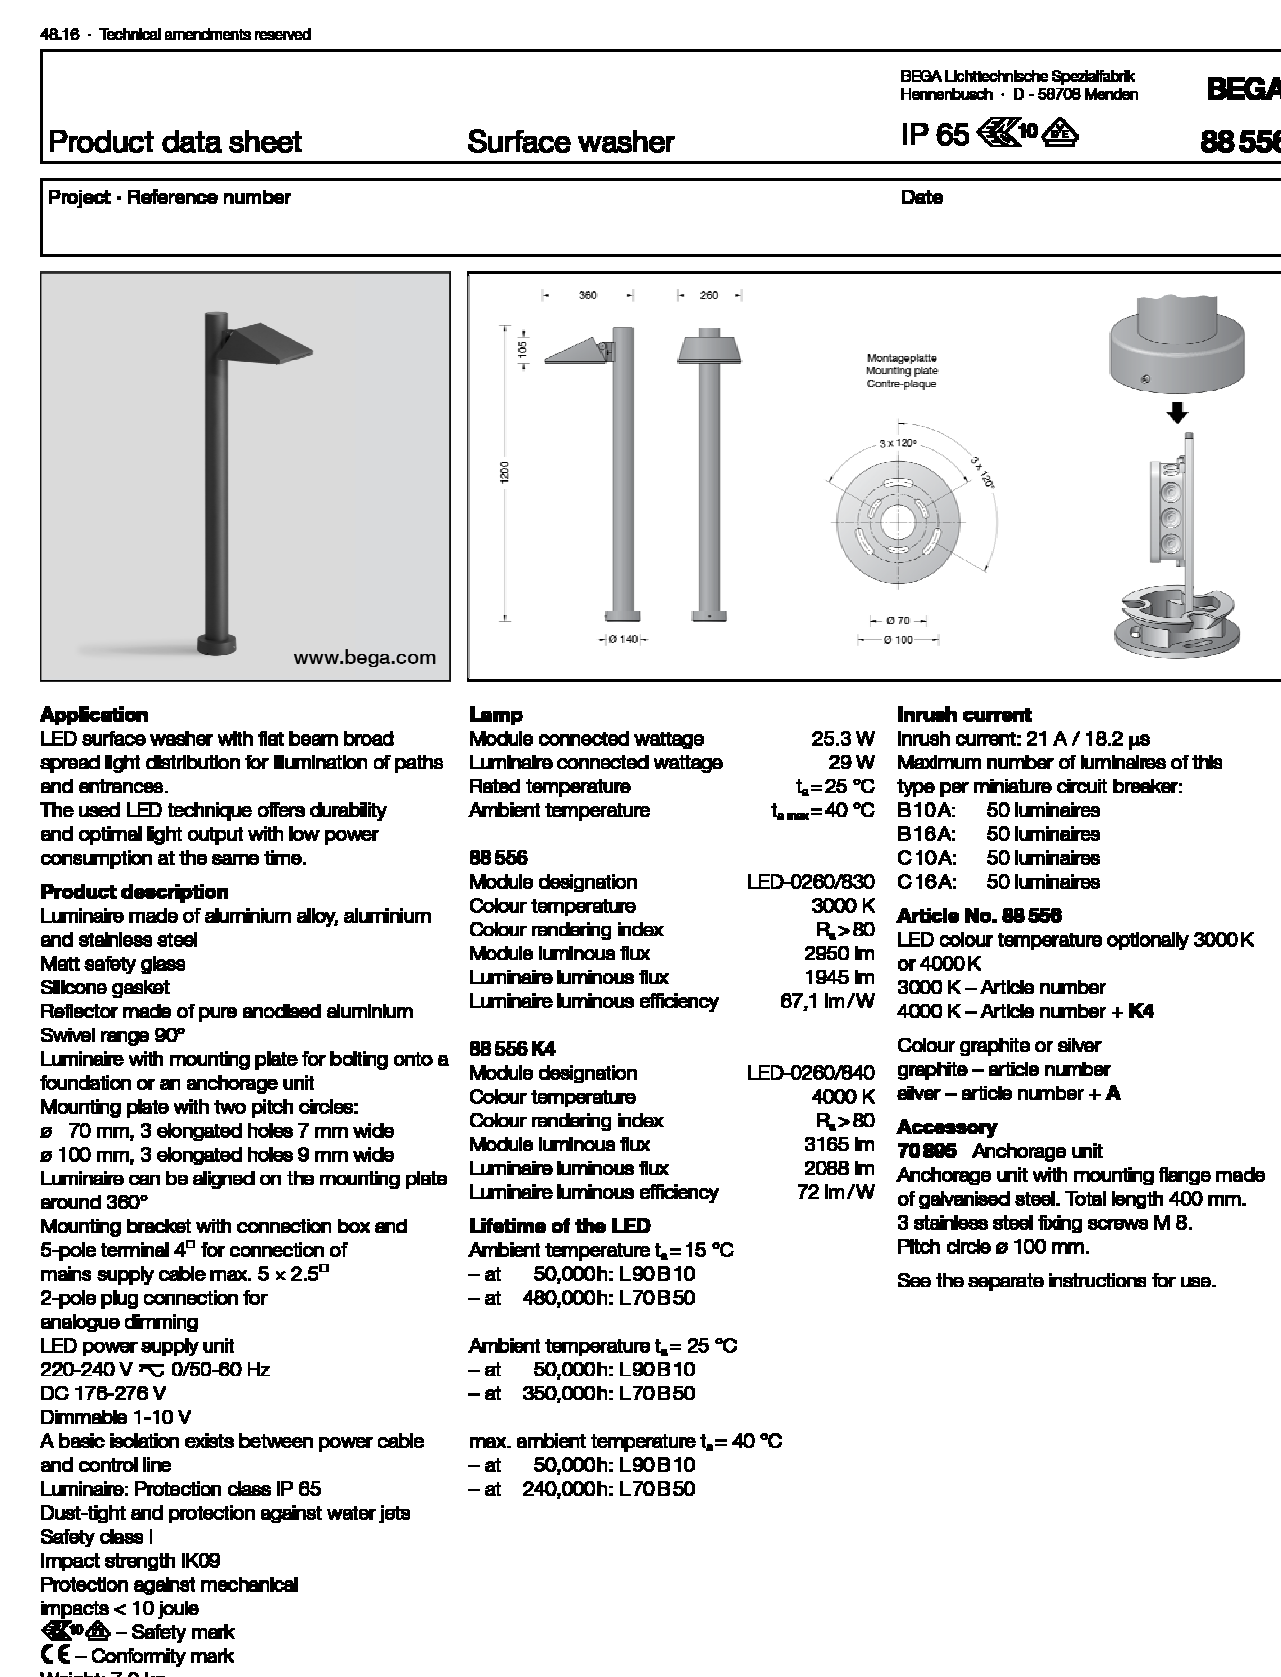 48.16 · Technical amendments reserved
BEGA Lichttechnische Spezialfabrik
Hennenbusch · D - 58708 Menden
BEGA
Product data sheet
Surface washer
IP 65
10
88 556
Project · Reference number
Date
www.bega.com
360
260
105
1200
Ø 140
Montageplatte
Mounting plate
Contre-plaque
3 x 120°
3 x 120°
Ø 70
Ø 100
Application
LED surface washer with flat beam broad
spread light distribution for illumination of paths
and entrances.
The used LED technique offers durability
and optimal light output with low power
consumption at the same time.
Product description
Luminaire made of aluminium alloy, aluminium
and stainless steel
Matt safety glass
Silicone gasket
Reflector made of pure anodised aluminium
Swivel range 90°
Luminaire with mounting plate for bolting onto a
foundation or an anchorage unit
Mounting plate with two pitch circles:
ø 70 mm, 3 elongated holes 7 mm wide
ø 100 mm, 3 elongated holes 9 mm wide
Luminaire can be aligned on the mounting plate
around 360°
Mounting bracket with connection box and
5-pole terminal 4□ for connection of
mains supply cable max. 5 × 2.5□
2-pole plug connection for
analogue dimming
LED power supply unit
220-240 V 0/50-60 Hz
DC 176-276 V
Dimmable 1-10 V
A basic isolation exists between power cable
and control line
Luminaire: Protection class IP 65
Dust-tight and protection against water jets
Safety class I
Impact strength IK09
Protection against mechanical
impacts < 10 joule
10 – Safety mark
CE – Conformity mark
Lamp
Module connected wattage 25.3 W
Luminaire connected wattage 29 W
Rated temperature ta = 25 °C
Ambient temperature ta max = 40 °C
88 556
Module designation LED-0260/830
Colour temperature 3000 K
Colour rendering index Ra > 80
Module luminous flux 2950 lm
Luminaire luminous flux 1945 lm
Luminaire luminous efficiency 67,1 lm / W
88 556 K4
Module designation LED-0260/840
Colour temperature 4000 K
Colour rendering index Ra > 80
Module luminous flux 3165 lm
Luminaire luminous flux 2088 lm
Luminaire luminous efficiency 72 lm / W
Lifetime of the LED
Ambient temperature ta = 15 °C
– at 50,000 h: L 90 B 10
– at 480,000 h: L 70 B 50
Ambient temperature ta = 25 °C
– at 50,000 h: L 90 B 10
– at 350,000 h: L 70 B 50
max. ambient temperature ta = 40 °C
– at 50,000 h: L 90 B 10
– at 240,000 h: L 70 B 50
Inrush current
Inrush current: 21 A / 18.2 µs
Maximum number of luminaires of this
type per miniature circuit breaker:
B 10 A: 50 luminaires
B 16 A: 50 luminaires
C 10 A: 50 luminaires
C 16 A: 50 luminaires
Article No. 88 556
LED colour temperature optionally 3000 K
or 4000 K
3000 K – Article number
4000 K – Article number + K4
Colour graphite or silver
graphite – article number
silver – article number + A
Accessory
70 895 Anchorage unit
Anchorage unit with mounting flange made
of galvanised steel. Total length 400 mm.
3 stainless steel fixing screws M 8.
Pitch circle ø 100 mm.
See the separate instructions for use.